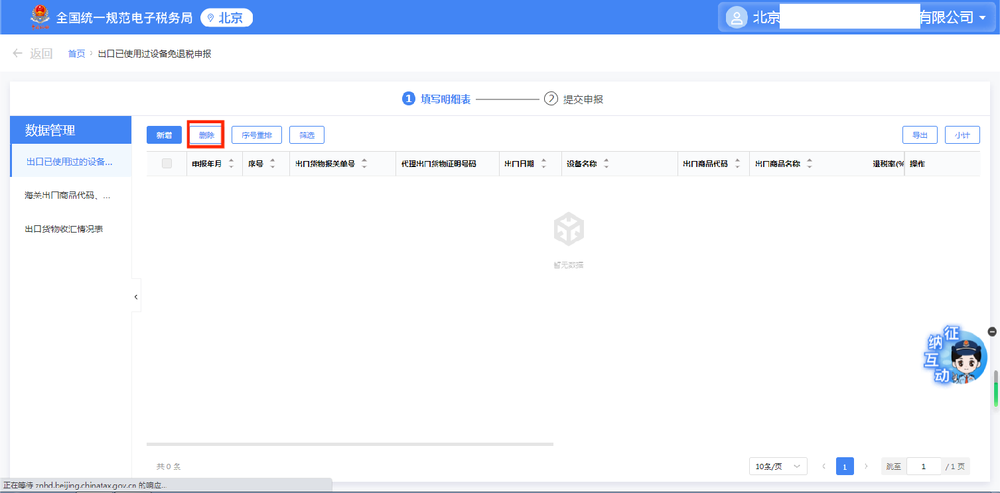 全国统一规范电子税务局 北京 北京 有限公司
返回 首页 › 出口已使用过设备免退税申报
1 填写明细表 2 提交申报
数据管理 新增 删除 序号重排 筛选 导出 小计
出口已使用过的设备... 申报年月 序号 出口货物报关单号 代理出口货物证明号码 出口日期 设备名称 出口商品代码 出口商品名称 退税率(% 操作
海关出口商品代码、...
出口货物收汇情况表
暂无数据
征
纳
互
动
共 0 条 10条/页 1 跳至 1 / 1 页
正在等待 znhd.beijing.chinatax.gov.cn 的响应...